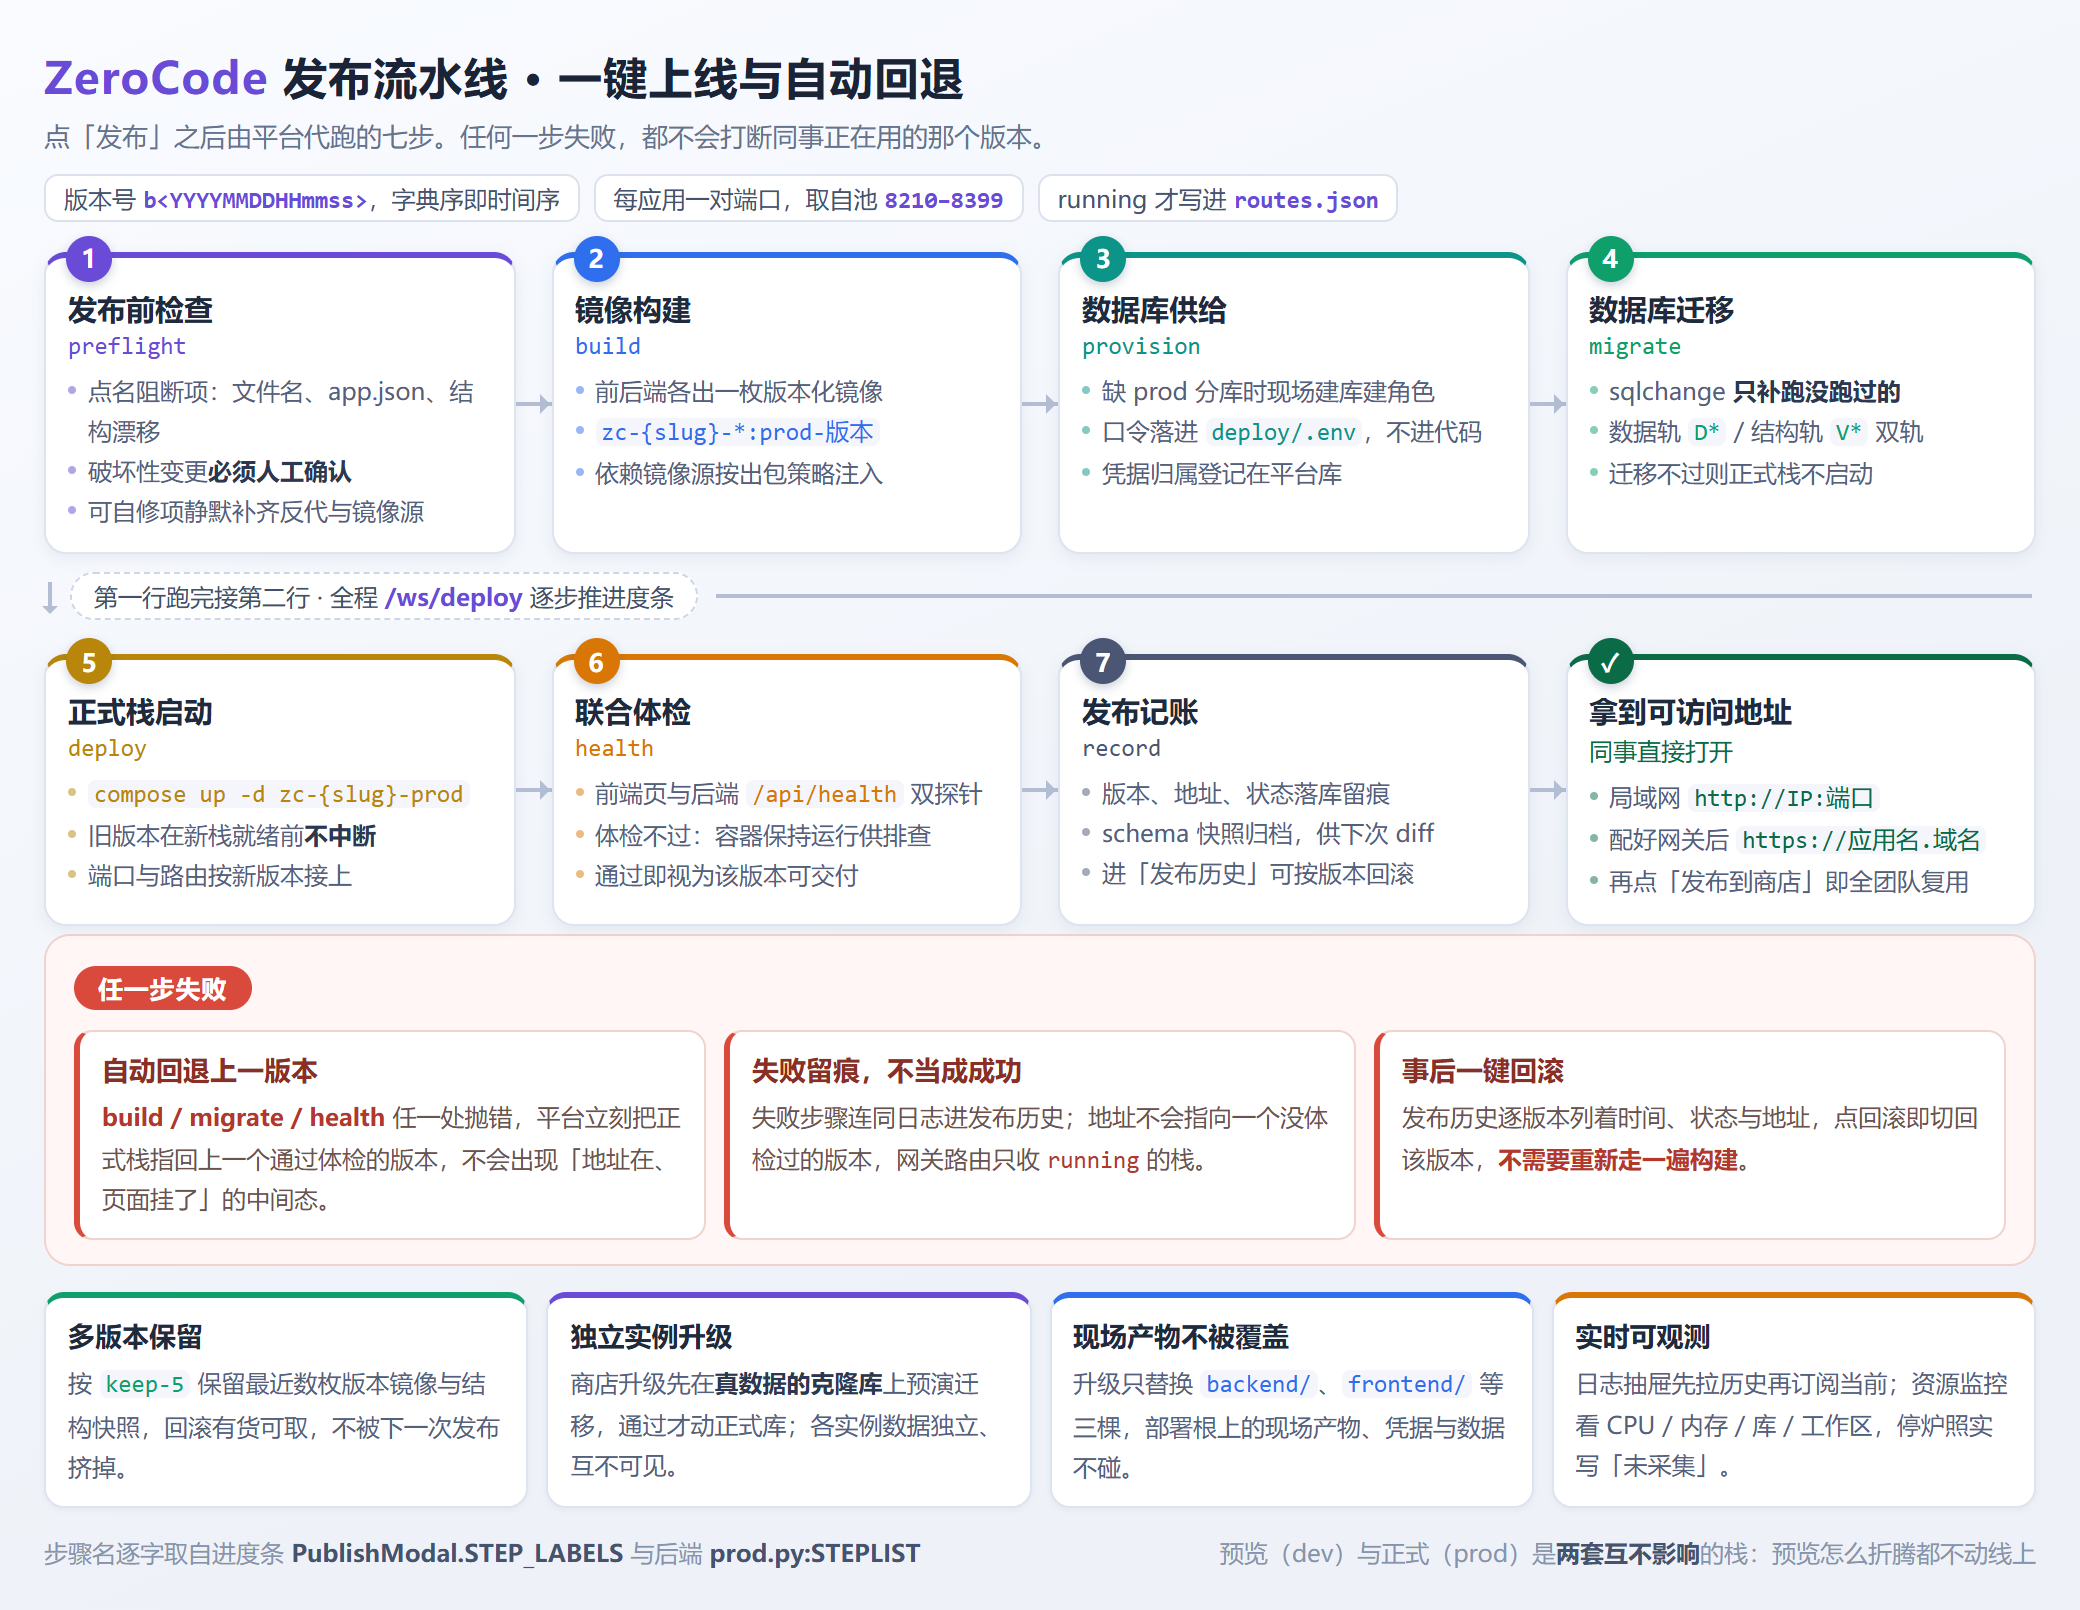 ZeroCode 发布流水线 · 一键上线与自动回退
点「发布」之后由平台代跑的七步。任何一步失败，都不会打断同事正在用的那个版本。
版本号 b<YYYYMMDDHHmmss>，字典序即时间序
每应用一对端口，取自池 8210–8399
running 才写进 routes.json
1
发布前检查
preflight
点名阻断项：文件名、app.json、结
构漂移
破坏性变更必须人工确认
可自修项静默补齐反代与镜像源
2
镜像构建
build
前后端各出一枚版本化镜像
zc-{slug}-*:prod-版本
依赖镜像源按出包策略注入
3
数据库供给
provision
缺 prod 分库时现场建库建角色
口令落进 deploy/.env，不进代码
凭据归属登记在平台库
4
数据库迁移
migrate
sqlchange 只补跑没跑过的
数据轨 D* / 结构轨 V* 双轨
迁移不过则正式栈不启动
第一行跑完接第二行 · 全程 /ws/deploy 逐步推进度条
5
正式栈启动
deploy
compose up -d zc-{slug}-prod
旧版本在新栈就绪前不中断
端口与路由按新版本接上
6
联合体检
health
前端页与后端 /api/health 双探针
体检不过：容器保持运行供排查
通过即视为该版本可交付
7
发布记账
record
版本、地址、状态落库留痕
schema 快照归档，供下次 diff
进「发布历史」可按版本回滚
✓
拿到可访问地址
同事直接打开
局域网 http://IP:端口
配好网关后 https://应用名.域名
再点「发布到商店」即全团队复用
任一步失败
自动回退上一版本
build / migrate / health 任一处抛错，平台立刻把正
式栈指回上一个通过体检的版本，不会出现「地址在、
页面挂了」的中间态。
失败留痕，不当成成功
失败步骤连同日志进发布历史；地址不会指向一个没体
检过的版本，网关路由只收 running 的栈。
事后一键回滚
发布历史逐版本列着时间、状态与地址，点回滚即切回
该版本，不需要重新走一遍构建。
多版本保留
按 keep-5 保留最近数枚版本镜像与结
构快照，回滚有货可取，不被下一次发布
挤掉。
独立实例升级
商店升级先在真数据的克隆库上预演迁
移，通过才动正式库；各实例数据独立、
互不可见。
现场产物不被覆盖
升级只替换 backend/、frontend/ 等
三棵，部署根上的现场产物、凭据与数据
不碰。
实时可观测
日志抽屉先拉历史再订阅当前；资源监控
看 CPU / 内存 / 库 / 工作区，停炉照实
写「未采集」。
步骤名逐字取自进度条 PublishModal.STEP_LABELS 与后端 prod.py:STEPLIST
预览（dev）与正式（prod）是两套互不影响的栈：预览怎么折腾都不动线上